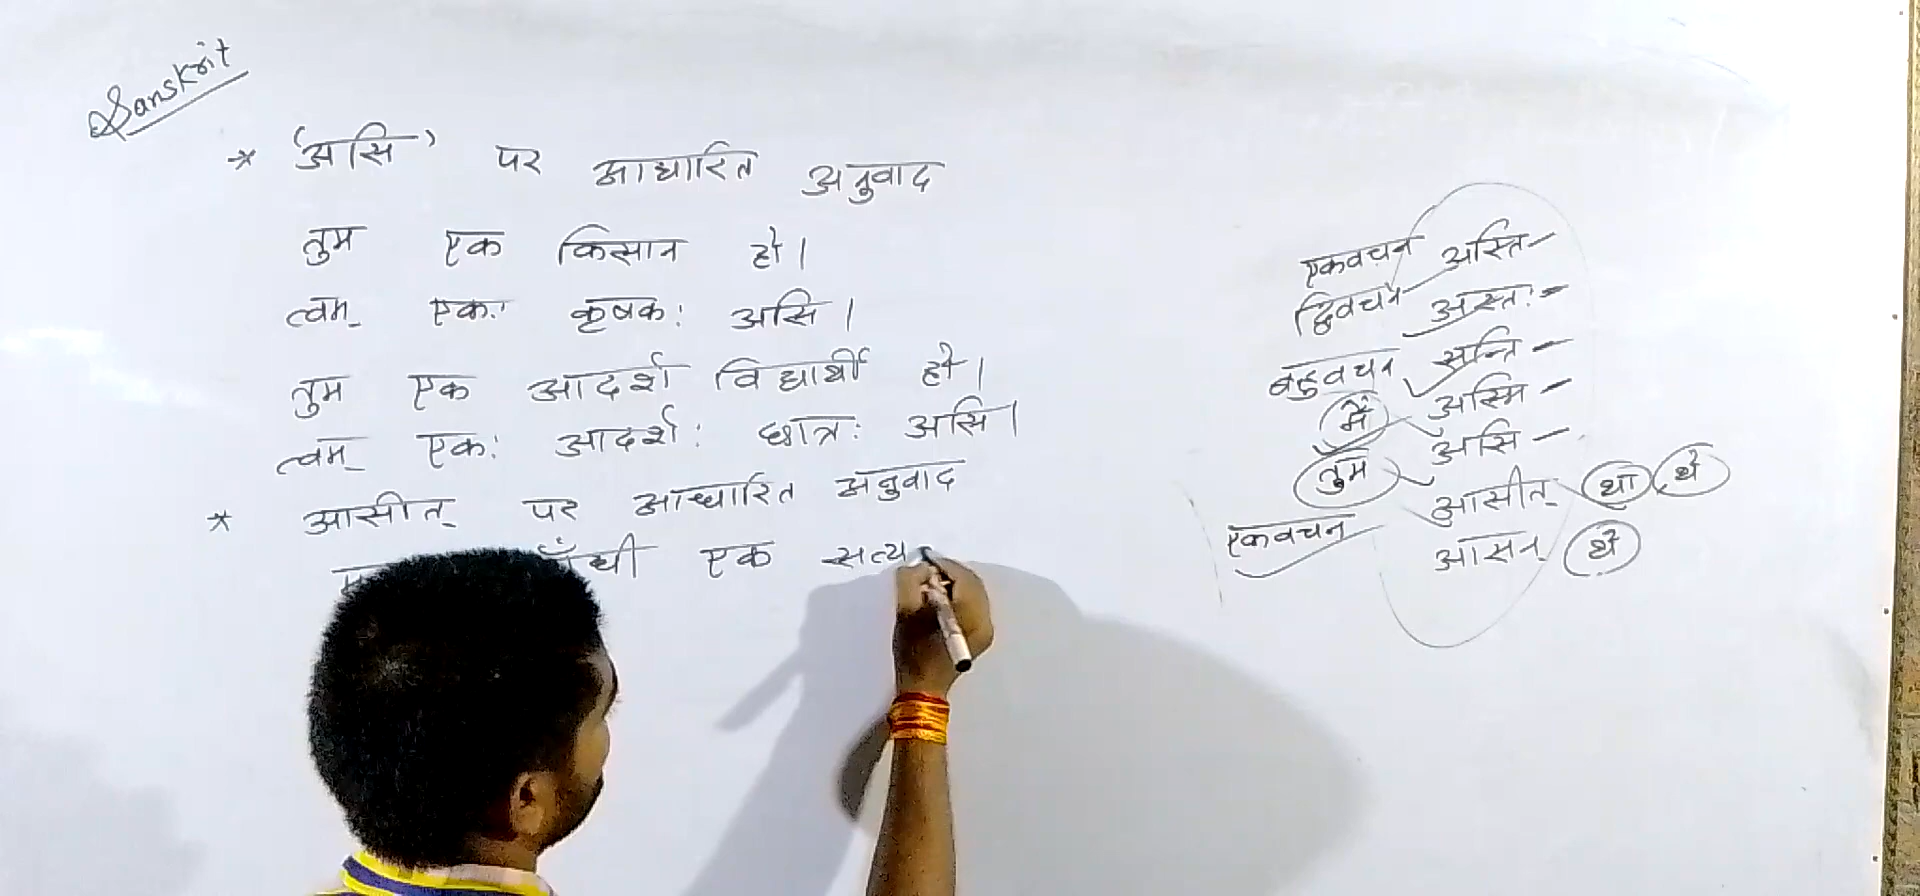 Sanskrit
* 'असि' पर आधारित अनुवाद
तुम एक किसान हो।
त्वम् एकः कृषकः असि।
तुम एक आदर्श विद्यार्थी हो।
त्वम् एकः आदर्शः छात्रः असि।
* आसीत् पर आधारित अनुवाद
एक सत्य
एकवचन अस्ति
द्विवचन अस्तः
बहुवचन सन्ति
मैं अस्मि
तुम असि
एकवचन आसीत् था, थे
आसन् थे